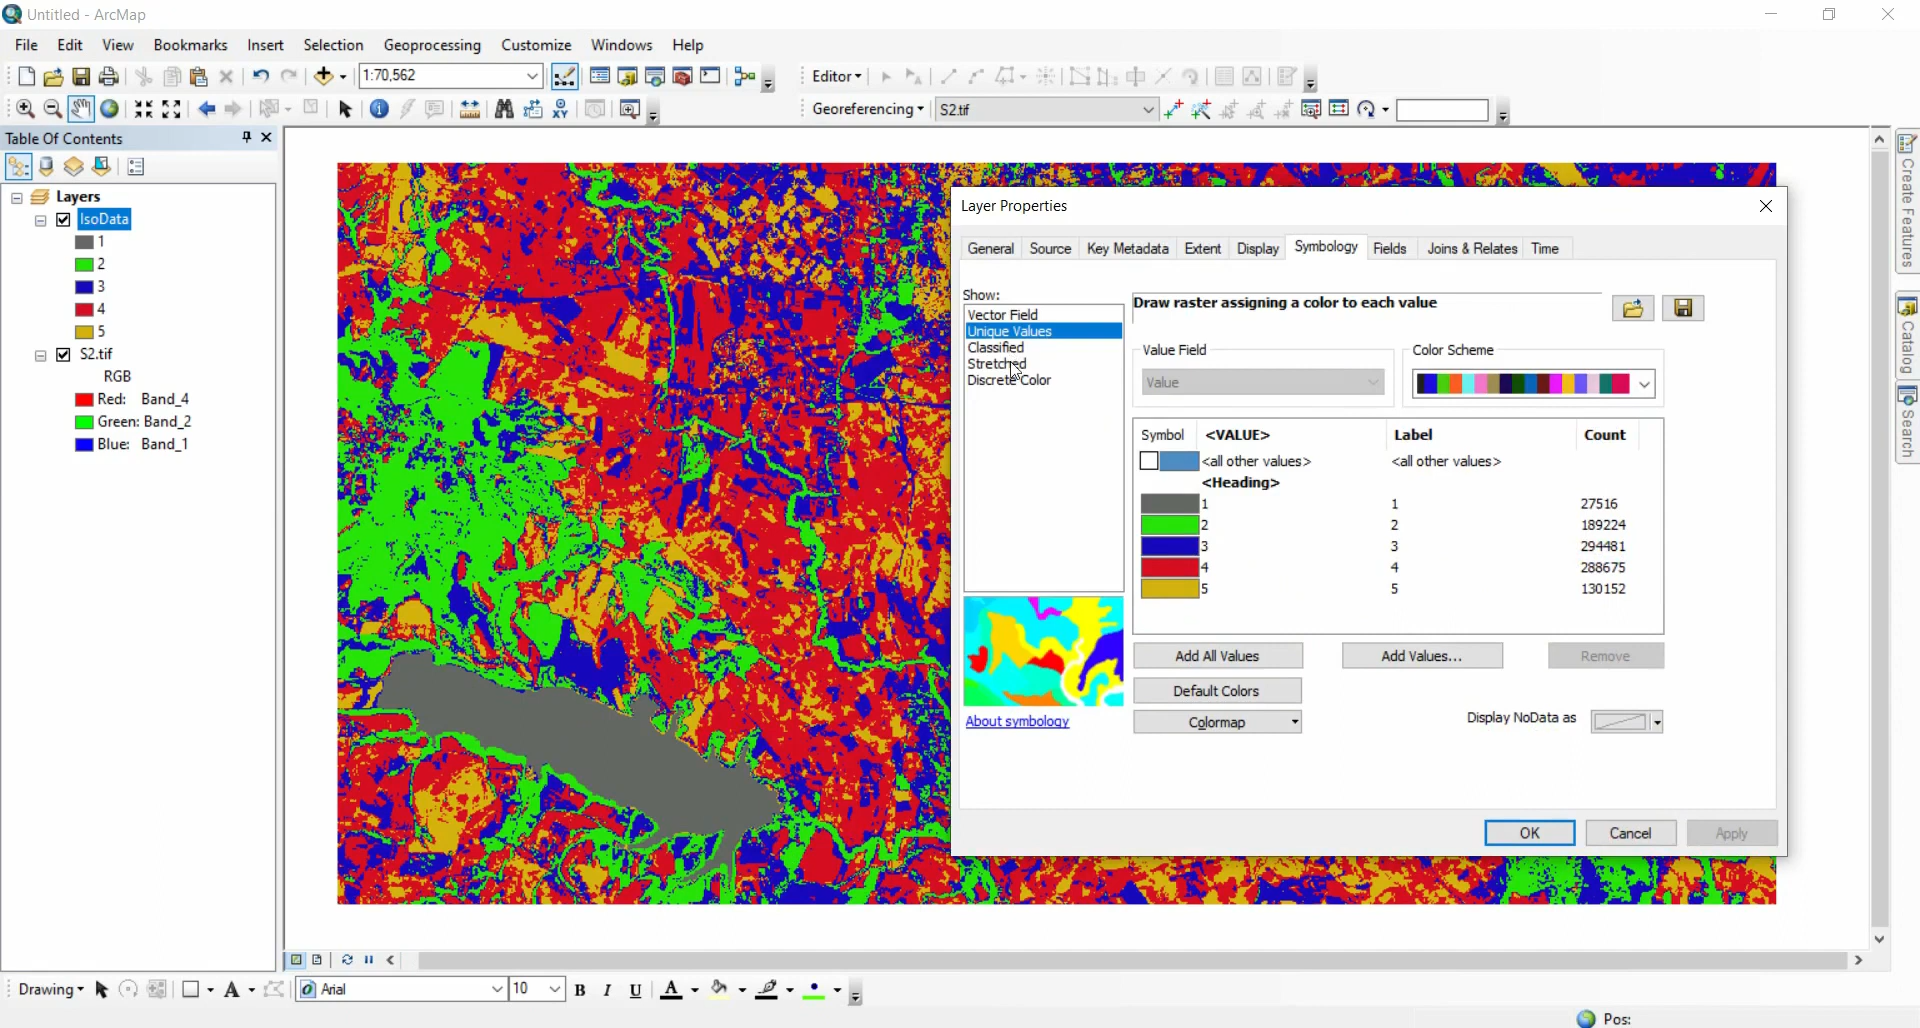 Untitled - ArcMap
File Edit View Bookmarks Insert Selection Geoprocessing Customize Windows Help
1:70,562
Editor
Georeferencing S2.tif
Table Of Contents
Layers
IsoData
1
2
3
4
5
S2.tif
RGB
Red: Band_4
Green: Band_2
Blue: Band_1
Layer Properties
General Source Key Metadata Extent Display Symbology Fields Joins & Relates Time
Show:
Vector Field
Unique Values
Classified
Stretched
Discrete Color
About symbology
Draw raster assigning a color to each value
Value Field
Value
Color Scheme
Symbol <VALUE> Label Count
<all other values> <all other values>
<Heading>
1 1 27516
2 2 189224
3 3 294481
4 4 288675
5 5 130152
Add All Values Add Values... Remove
Default Colors
Colormap Display NoData as
OK Cancel Apply
Create Features
Catalog
Search
Drawing A Arial 10 B I U A
Pos: